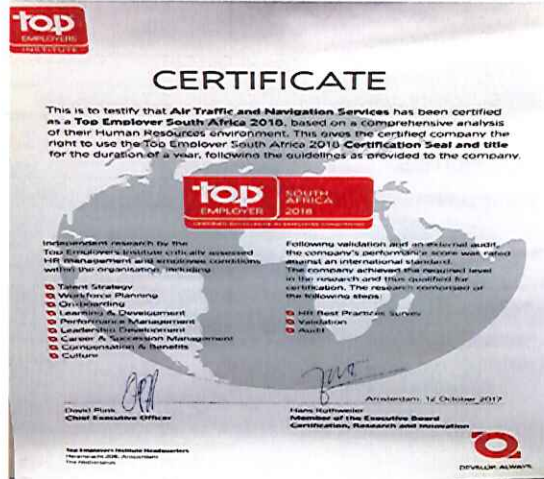 top
EMPLOYERS
INSTITUTE
CERTIFICATE
This is to testify that Air Traffic and Navigation Services has been certified
as a Top Employer South Africa 2018, based on a comprehensive analysis
of their Human Resources environment. This gives the certified company the
right to use the Top Employer South Africa 2018 Certification Seal and title
for the duration of a year, following the guidelines as provided to the company.
top
EMPLOYER
SOUTH
AFRICA
2018
CERTIFIED EXCELLENCE IN EMPLOYEE CONDITIONS
Independent research by the
Top Employers Institute critically assessed
HR management and employee conditions
within the organisation, including
Talent Strategy
Workforce Planning
On-boarding
Learning & Development
Performance Management
Leadership Development
Career & Succession Management
Compensation & Benefits
Culture
Following validation and an external audit,
the company's performance score was rated
against an international standard.
The company achieved the required level
in the research and thus qualified for
certification. The research comprised of
the following steps:
HR Best Practices Survey
Validation
Audit
Amsterdam, 12 October 2017
David Plink
Chief Executive Officer
Hans Rothweiler
Member of the Executive Board
Certification, Research and Innovation
Top Employers Institute Headquarters
Herengracht 208, Amsterdam
The Netherlands
DEVELOP ALWAYS